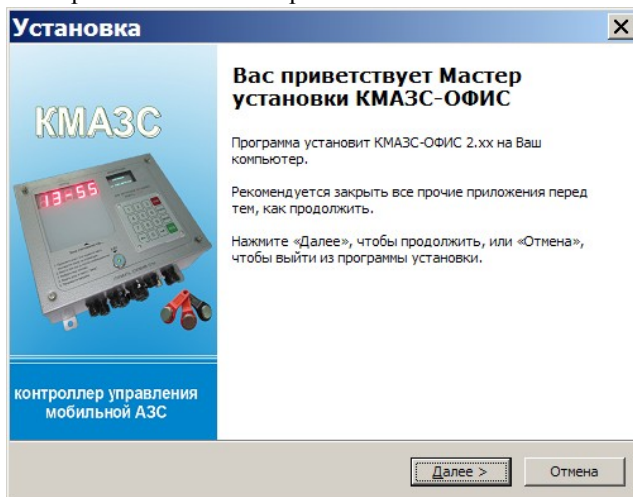 Установка
Вас приветствует Мастер
установки КМАЗС-ОФИС
КМАЗС
Программа установит КМАЗС-ОФИС 2.xx на Ваш
компьютер.
Рекомендуется закрыть все прочие приложения перед
тем, как продолжить.
Нажмите «Далее», чтобы продолжить, или «Отмена»,
чтобы выйти из программы установки.
13-55
контроллер управления
мобильной АЗС
Далее >
Отмена